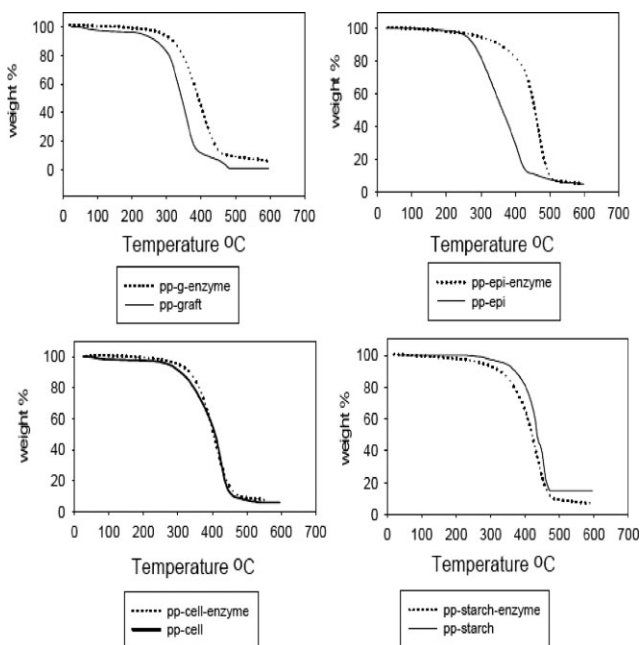 100
80
60
40
20
0
weight %
0 100 200 300 400 500 600 700
Temperature ºC
pp-g-enzyme
pp-graft
100
80
60
40
20
0
weight %
0 100 200 300 400 500 600 700
Temperature ºC
pp-epi-enzyme
pp-epi
100
80
60
40
20
0
weight %
0 100 200 300 400 500 600 700
Temperature ºC
pp-cell-enzyme
pp-cell
100
80
60
40
20
0
weight %
0 100 200 300 400 500 600 700
Temperature ºC
pp-starch-enzyme
pp-starch